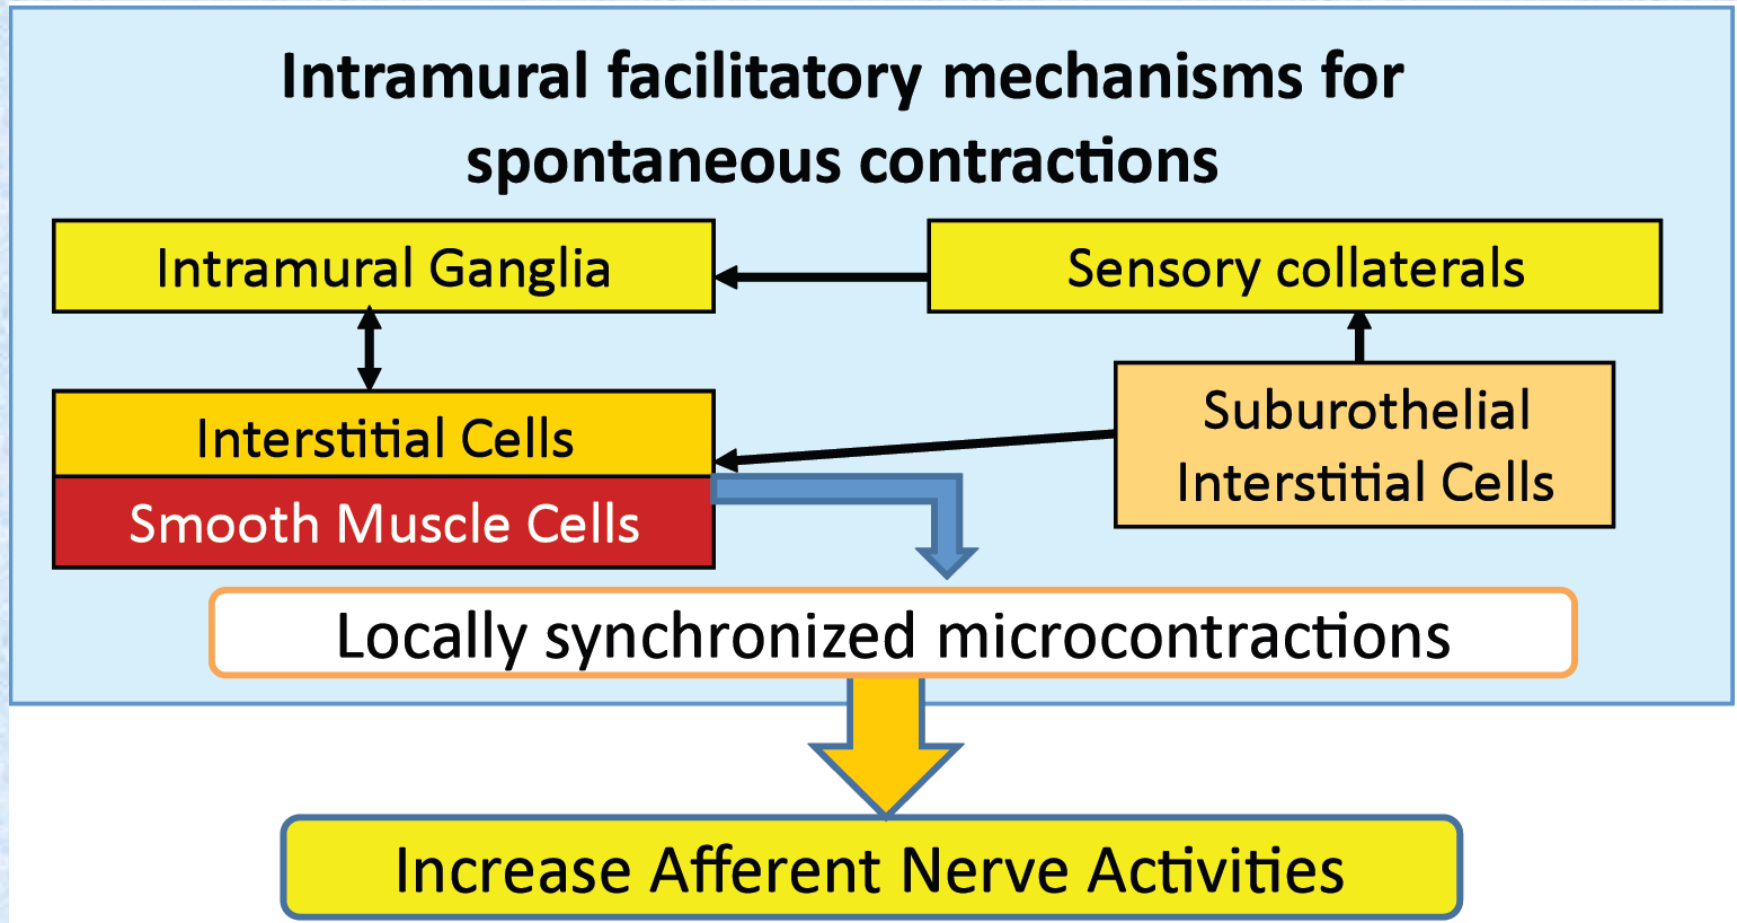 Intramural facilitatory mechanisms for
spontaneous contractions
Intramural Ganglia
Sensory collaterals
Interstitial Cells
Suburothelial
Interstitial Cells
Smooth Muscle Cells
Locally synchronized microcontractions
Increase Afferent Nerve Activities